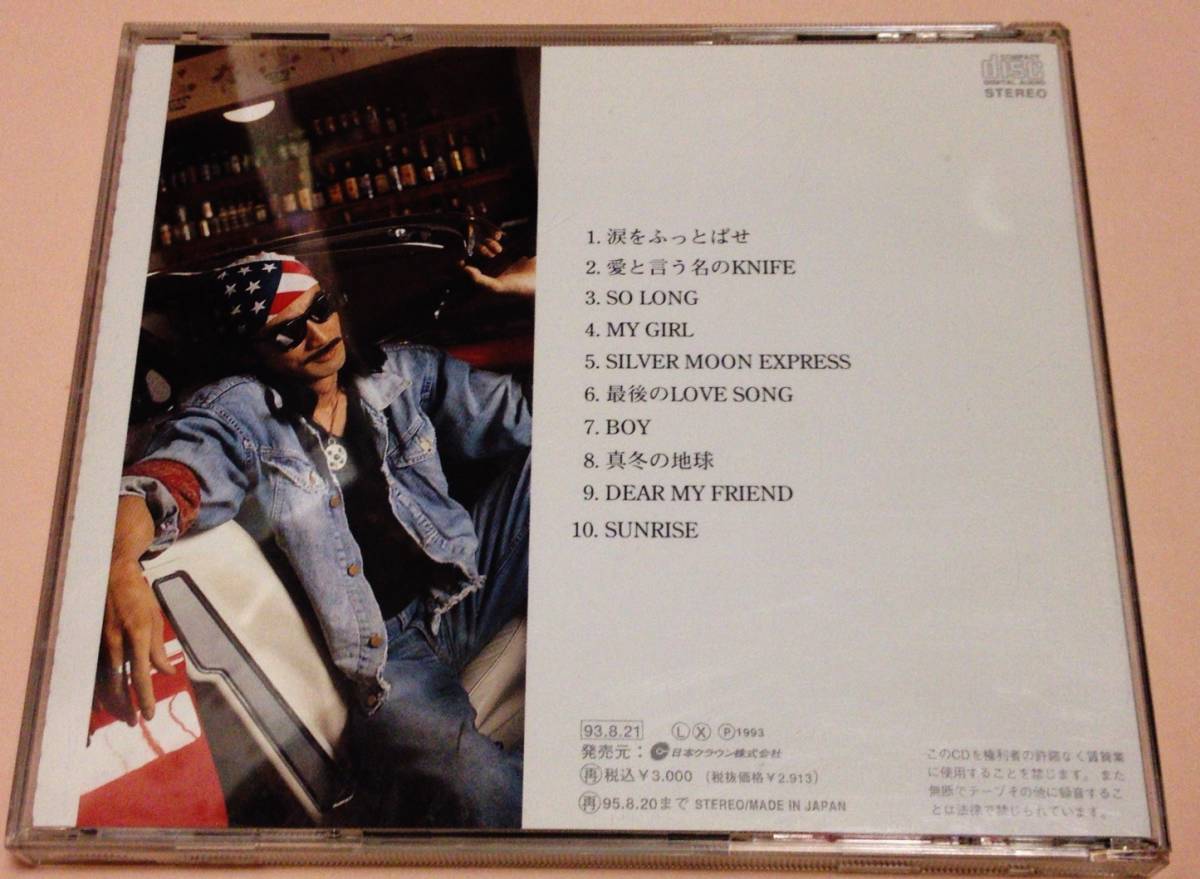 COMPACT
disc
DIGITAL AUDIO
STEREO
1. 涙をふっとばせ
2. 愛と言う名のKNIFE
3. SO LONG
4. MY GIRL
5. SILVER MOON EXPRESS
6. 最後のLOVE SONG
7. BOY
8. 真冬の地球
9. DEAR MY FRIEND
10. SUNRISE
93.8.21 Ⓛ Ⓧ Ⓟ1993
発売元：日本クラウン株式会社
㊢税込￥3.000（税抜価格￥2.913）
㊢95.8.20まで STEREO/MADE IN JAPAN
このCDを権利者の許諾なく賃貸業
に使用することを禁じます。また
無断でテープその他に録音するこ
とは法律で禁じられています。